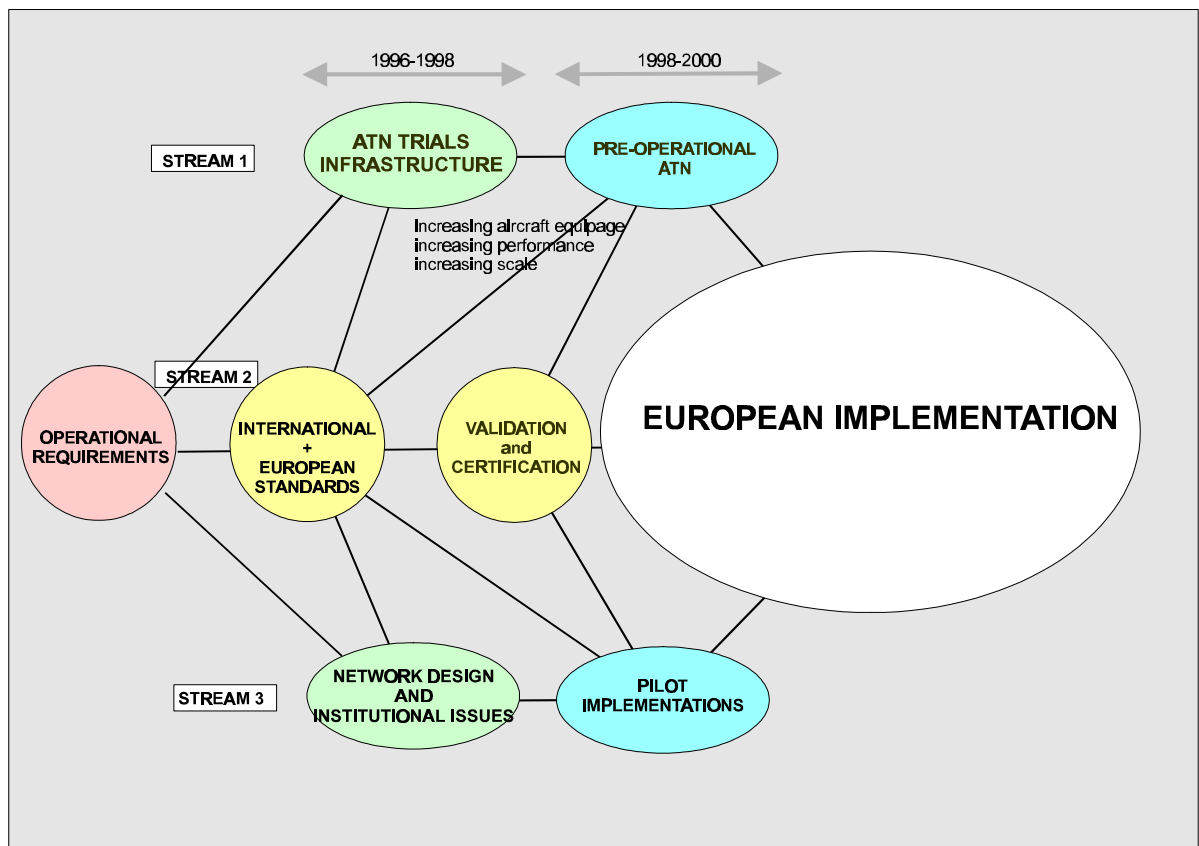 1996-1998
1998-2000
STREAM 1
ATN TRIALS
INFRASTRUCTURE
PRE-OPERATIONAL
ATN
increasing aircraft equipage
increasing performance
increasing scale
STREAM 2
OPERATIONAL
REQUIREMENTS
INTERNATIONAL
+
EUROPEAN
STANDARDS
VALIDATION
and
CERTIFICATION
EUROPEAN IMPLEMENTATION
STREAM 3
NETWORK DESIGN
AND
INSTITUTIONAL ISSUES
PILOT
IMPLEMENTATIONS